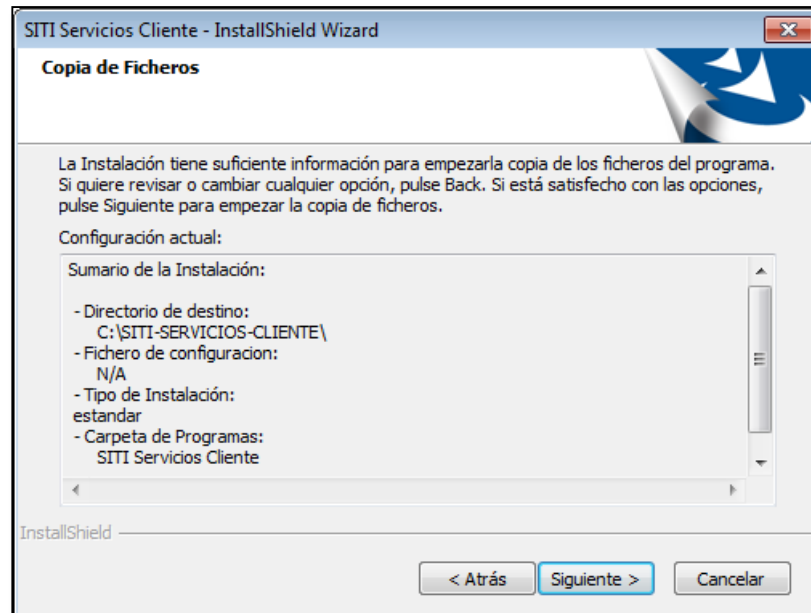 SITI Servicios Cliente - InstallShield Wizard
Copia de Ficheros
La Instalación tiene suficiente información para empezarla copia de los ficheros del programa.
Si quiere revisar o cambiar cualquier opción, pulse Back. Si está satisfecho con las opciones,
pulse Siguiente para empezar la copia de ficheros.
Configuración actual:
Sumario de la Instalación:
- Directorio de destino:
C:\SITI-SERVICIOS-CLIENTE\
- Fichero de configuracion:
N/A
- Tipo de Instalación:
estandar
- Carpeta de Programas:
SITI Servicios Cliente
InstallShield
< Atrás Siguiente > Cancelar